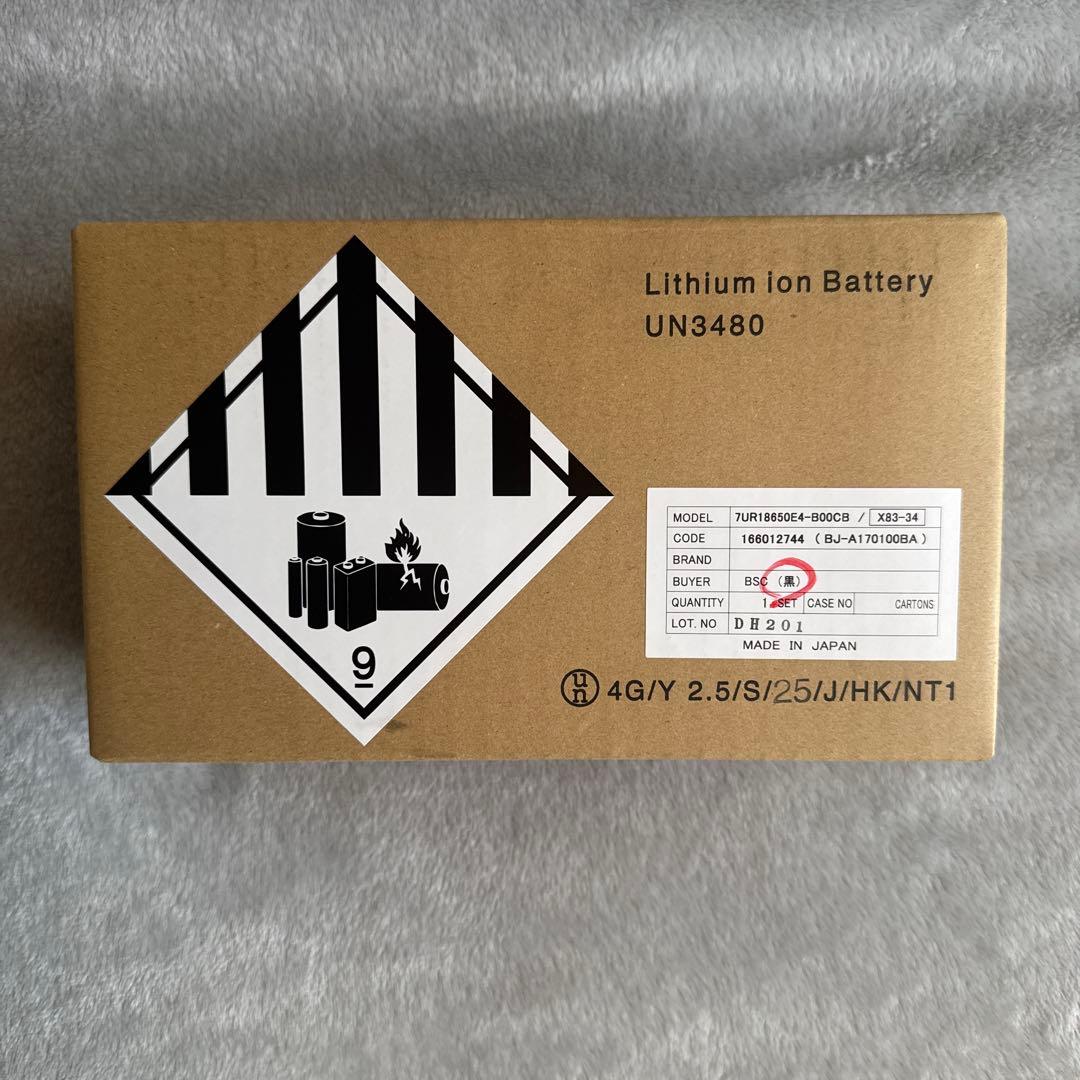 Lithium ion Battery
UN3480
MODEL 7UR18650E4-B00CB / X83-34
CODE 166012744 ( BJ-A170100BA )
BRAND
BUYER BSC (黒)
QUANTITY 1 SET CASE NO CARTONS
LOT. NO DH201
MADE IN JAPAN
9
un 4G/Y 2.5/S/25/J/HK/NT1